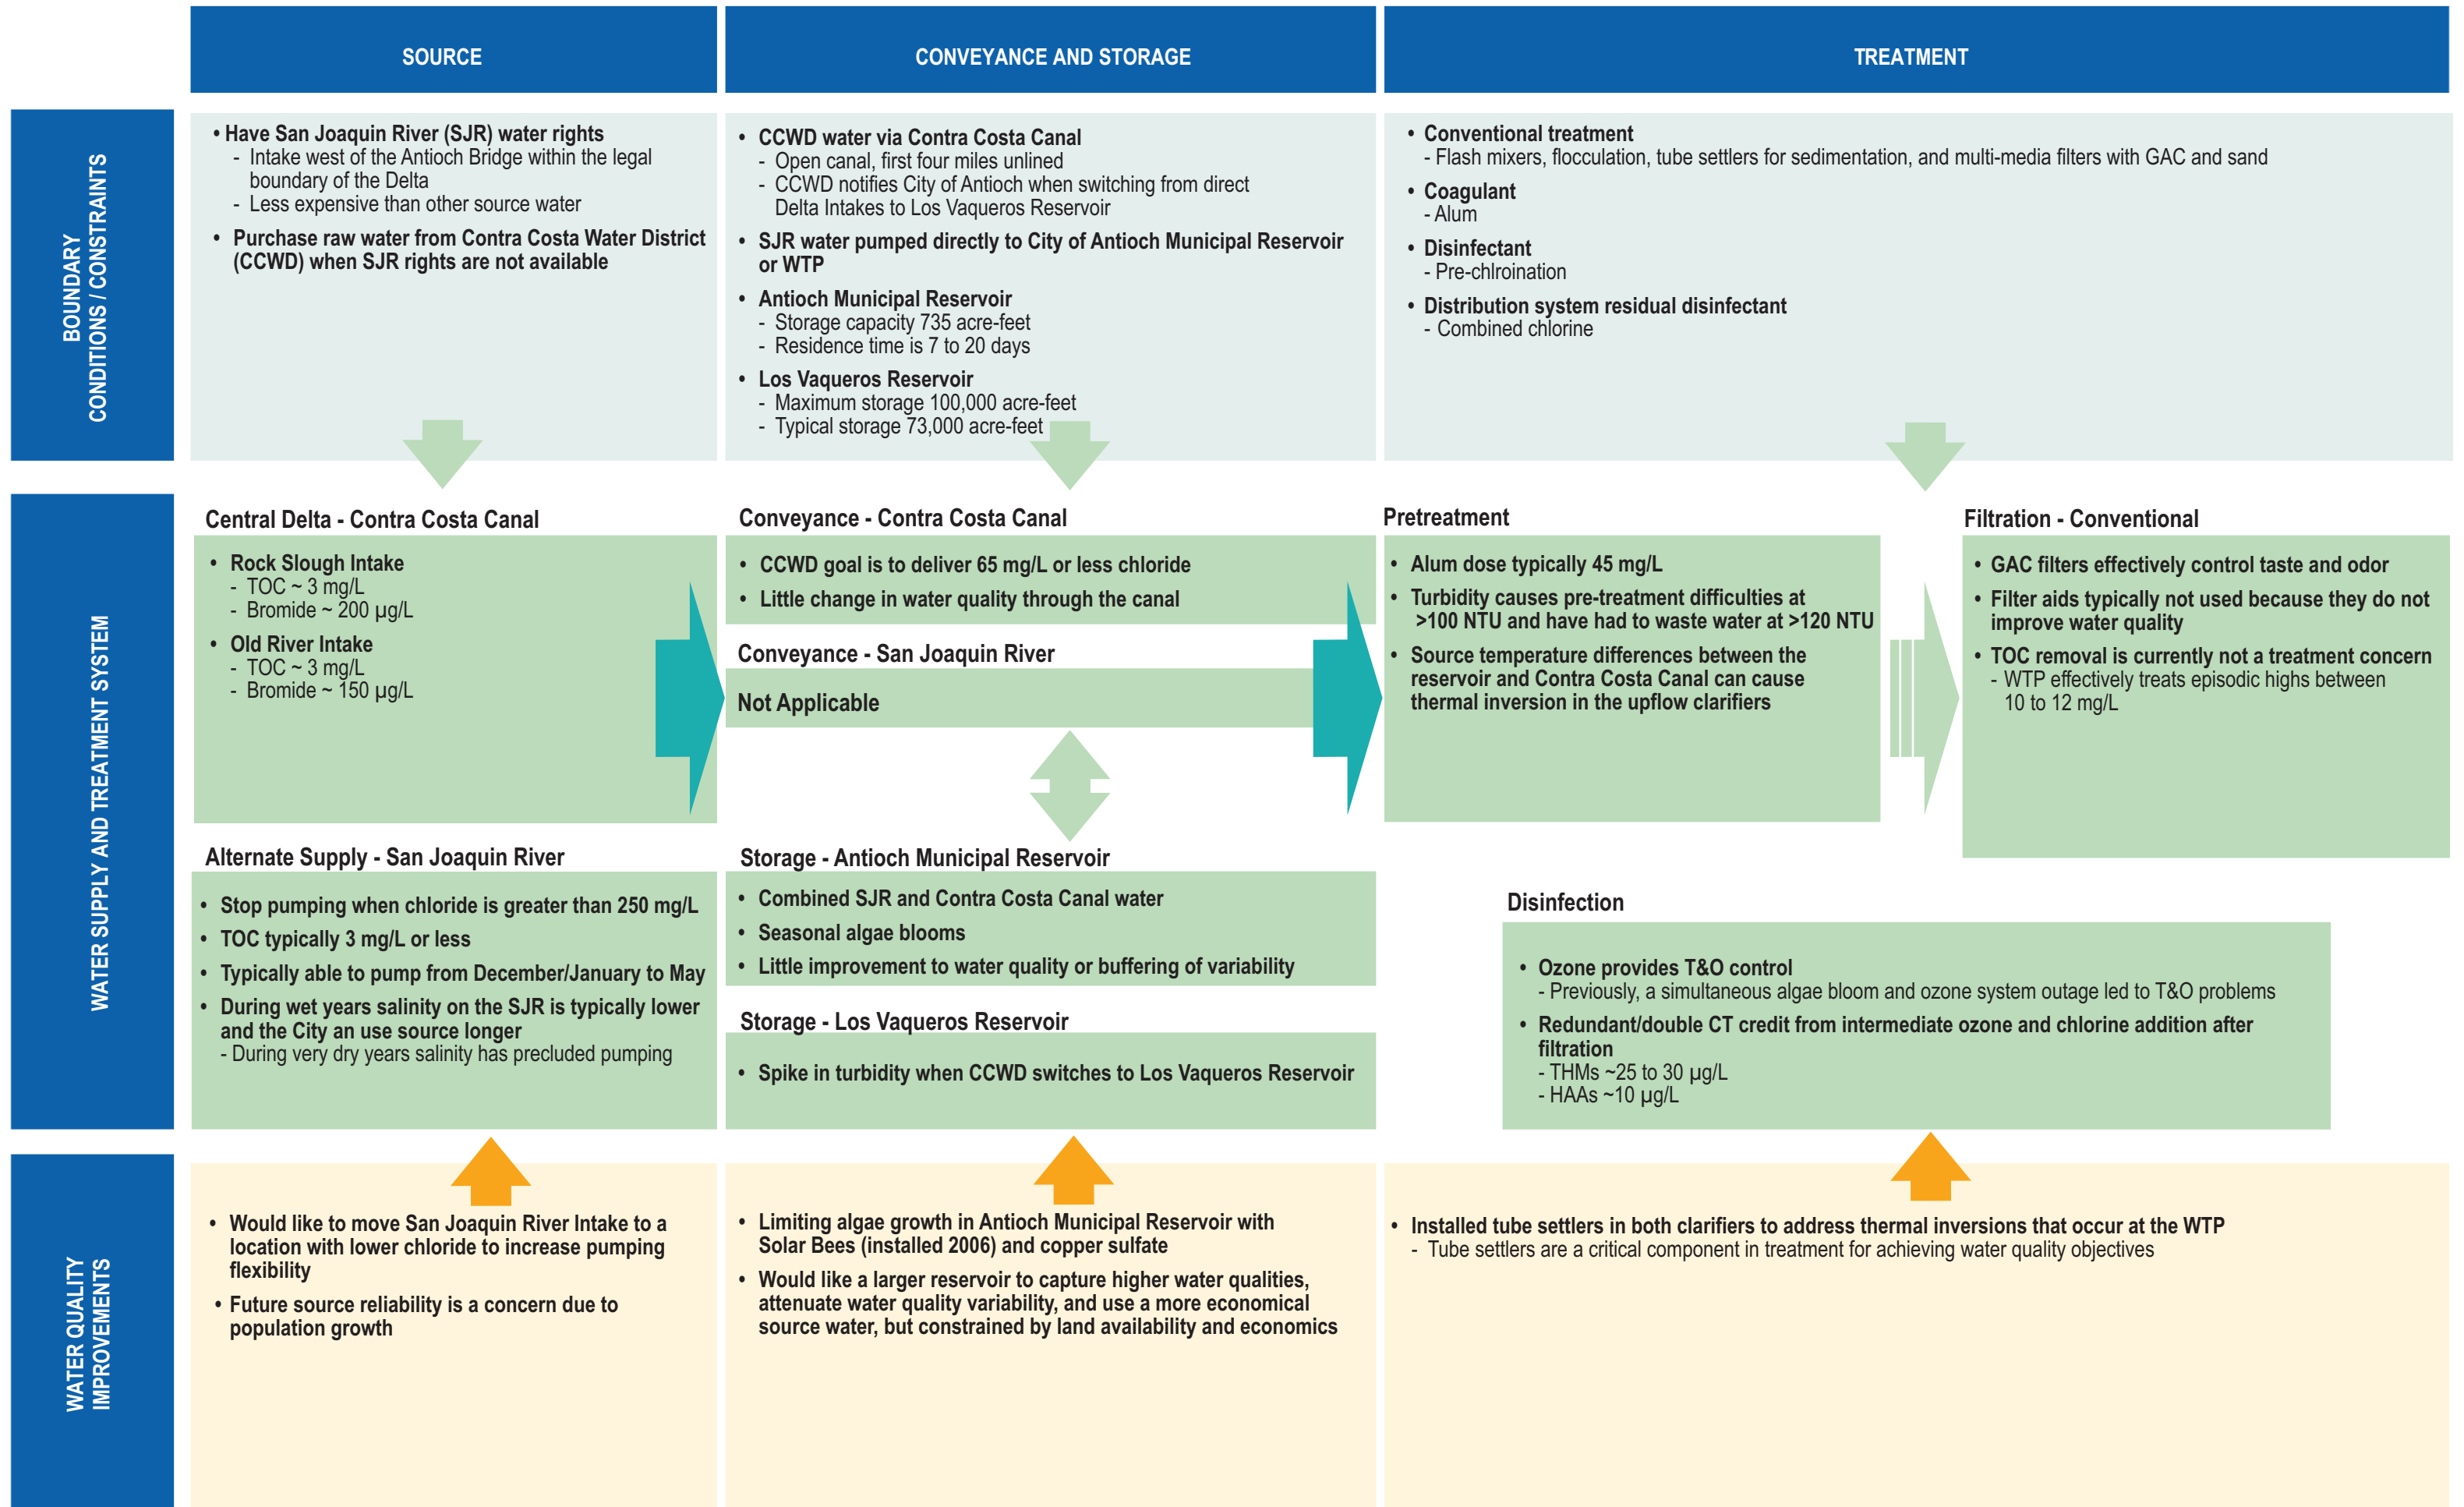 SOURCE
CONVEYANCE AND STORAGE
TREATMENT
BOUNDARY
CONDITIONS / CONSTRAINTS
• Have San Joaquin River (SJR) water rights
- Intake west of the Antioch Bridge within the legal
boundary of the Delta
- Less expensive than other source water
• Purchase raw water from Contra Costa Water District
(CCWD) when SJR rights are not available
• CCWD water via Contra Costa Canal
- Open canal, first four miles unlined
- CCWD notifies City of Antioch when switching from direct
Delta Intakes to Los Vaqueros Reservoir
• SJR water pumped directly to City of Antioch Municipal Reservoir
or WTP
• Antioch Municipal Reservoir
- Storage capacity 735 acre-feet
- Residence time is 7 to 20 days
• Los Vaqueros Reservoir
- Maximum storage 100,000 acre-feet
- Typical storage 73,000 acre-feet
• Conventional treatment
- Flash mixers, flocculation, tube settlers for sedimentation, and multi-media filters with GAC and sand
• Coagulant
- Alum
• Disinfectant
- Pre-chlroination
• Distribution system residual disinfectant
- Combined chlorine
WATER SUPPLY AND TREATMENT SYSTEM
Central Delta - Contra Costa Canal
• Rock Slough Intake
- TOC ~ 3 mg/L
- Bromide ~ 200 µg/L
• Old River Intake
- TOC ~ 3 mg/L
- Bromide ~ 150 µg/L
Alternate Supply - San Joaquin River
• Stop pumping when chloride is greater than 250 mg/L
• TOC typically 3 mg/L or less
• Typically able to pump from December/January to May
• During wet years salinity on the SJR is typically lower
and the City an use source longer
- During very dry years salinity has precluded pumping
Conveyance - Contra Costa Canal
• CCWD goal is to deliver 65 mg/L or less chloride
• Little change in water quality through the canal
Conveyance - San Joaquin River
Not Applicable
Storage - Antioch Municipal Reservoir
• Combined SJR and Contra Costa Canal water
• Seasonal algae blooms
• Little improvement to water quality or buffering of variability
Storage - Los Vaqueros Reservoir
• Spike in turbidity when CCWD switches to Los Vaqueros Reservoir
Pretreatment
• Alum dose typically 45 mg/L
• Turbidity causes pre-treatment difficulties at
>100 NTU and have had to waste water at >120 NTU
• Source temperature differences between the
reservoir and Contra Costa Canal can cause
thermal inversion in the upflow clarifiers
Filtration - Conventional
• GAC filters effectively control taste and odor
• Filter aids typically not used because they do not
improve water quality
• TOC removal is currently not a treatment concern
- WTP effectively treats episodic highs between
10 to 12 mg/L
Disinfection
• Ozone provides T&O control
- Previously, a simultaneous algae bloom and ozone system outage led to T&O problems
• Redundant/double CT credit from intermediate ozone and chlorine addition after
filtration
- THMs ~25 to 30 µg/L
- HAAs ~10 µg/L
WATER QUALITY
IMPROVEMENTS
• Would like to move San Joaquin River Intake to a
location with lower chloride to increase pumping
flexibility
• Future source reliability is a concern due to
population growth
• Limiting algae growth in Antioch Municipal Reservoir with
Solar Bees (installed 2006) and copper sulfate
• Would like a larger reservoir to capture higher water qualities,
attenuate water quality variability, and use a more economical
source water, but constrained by land availability and economics
• Installed tube settlers in both clarifiers to address thermal inversions that occur at the WTP
- Tube settlers are a critical component in treatment for achieving water quality objectives